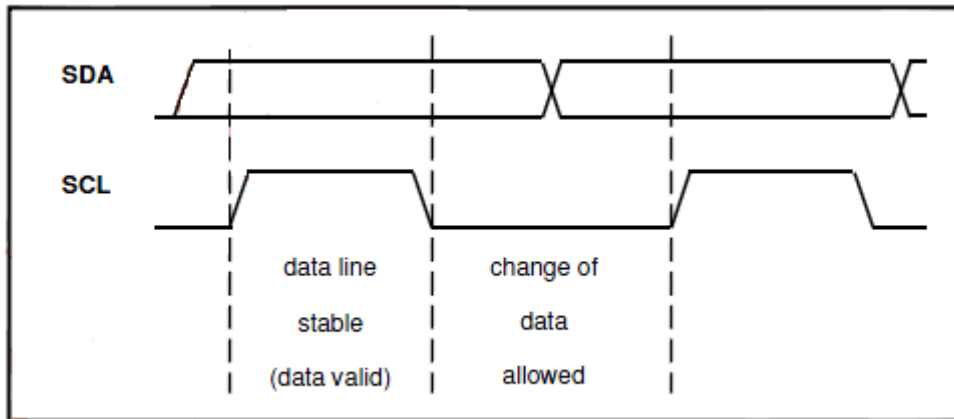 SDA
SCL
data line
stable
(data valid)
change of
data
allowed